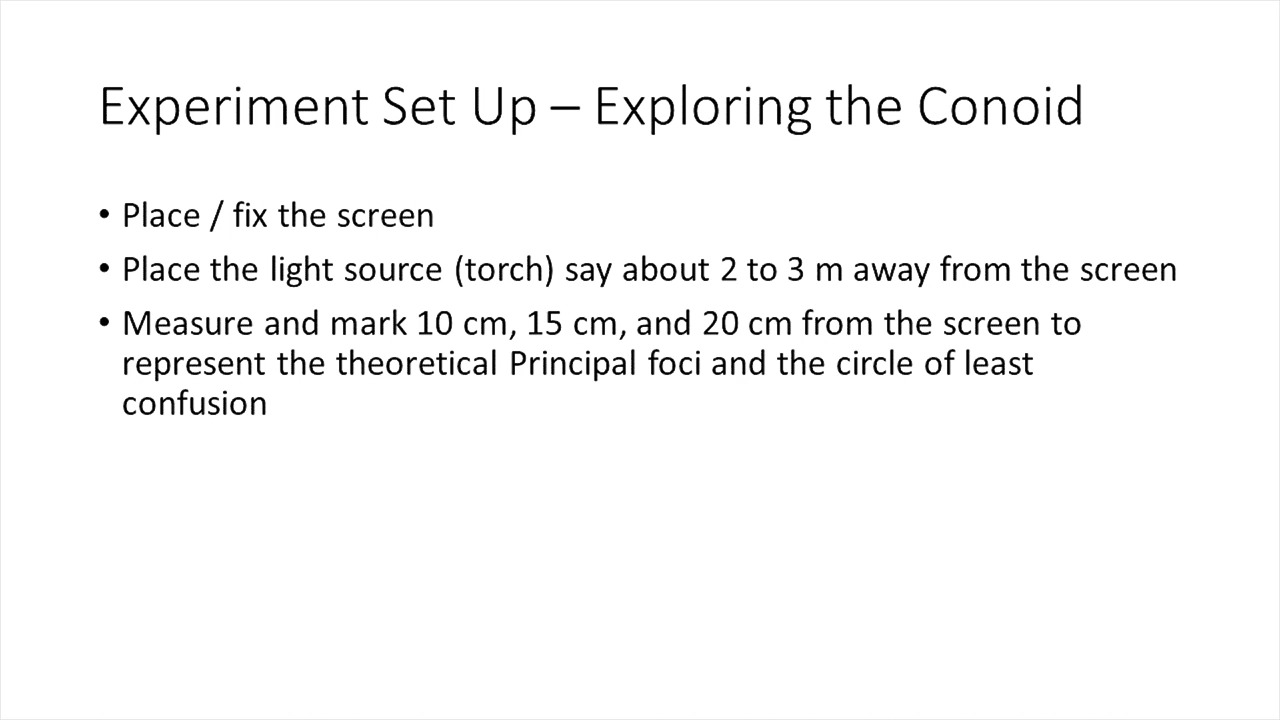 Experiment Set Up – Exploring the Conoid
• Place / fix the screen
• Place the light source (torch) say about 2 to 3 m away from the screen
• Measure and mark 10 cm, 15 cm, and 20 cm from the screen to
represent the theoretical Principal foci and the circle of least
confusion